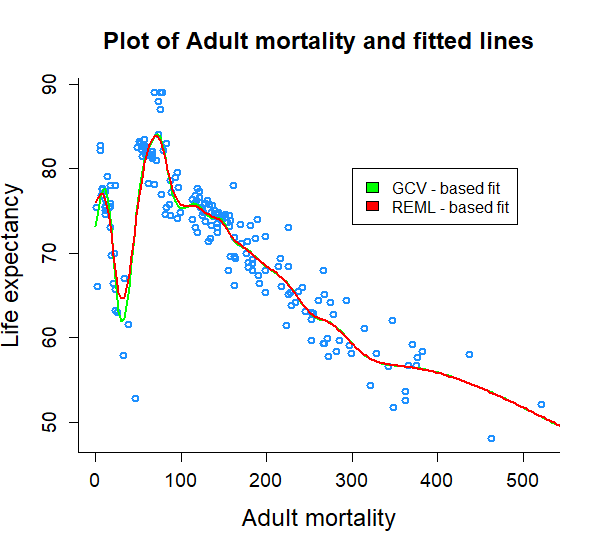 Plot of Adult mortality and fitted lines
Life expectancy
90
80
70
60
50
GCV - based fit
REML - based fit
0 100 200 300 400 500
Adult mortality